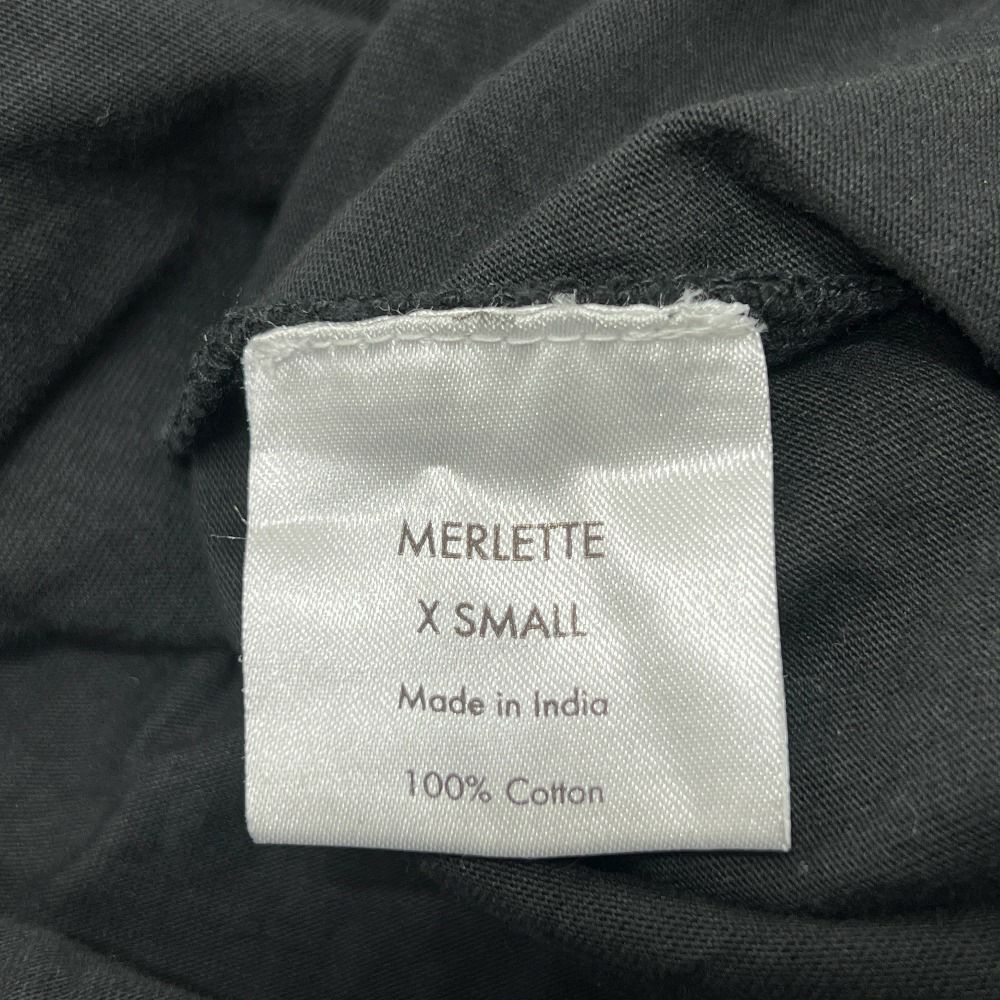 MERLETTE
X SMALL
Made in India
100% Cotton